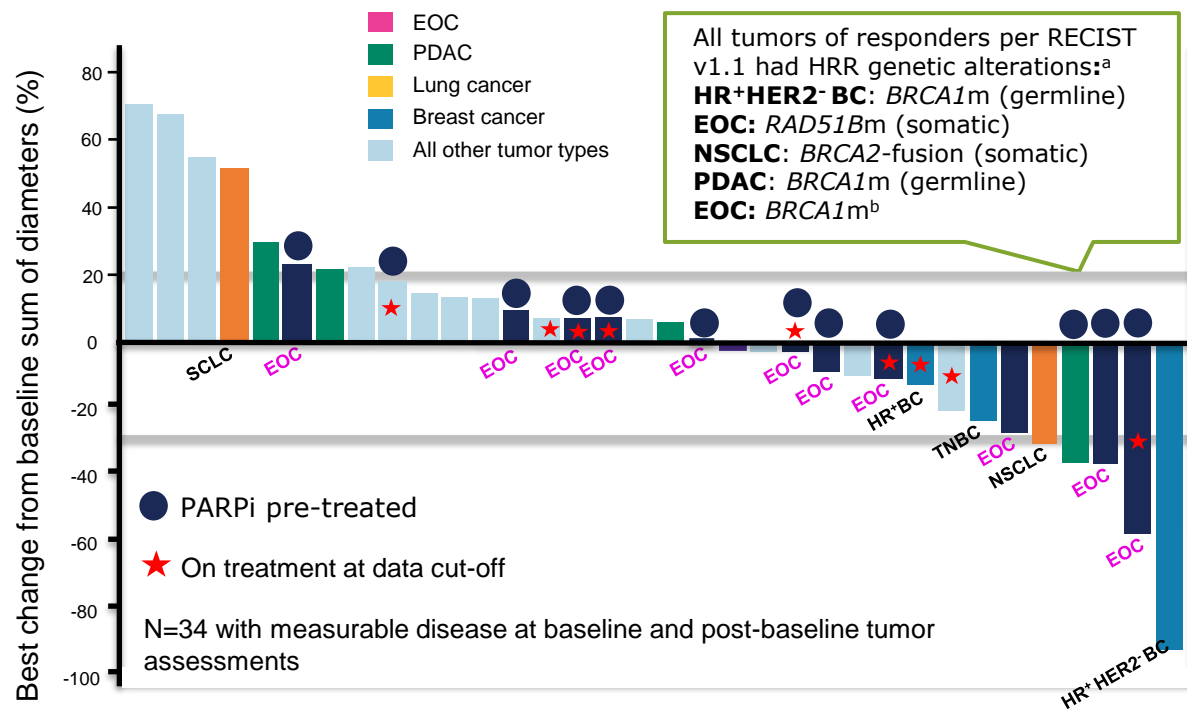 EOC
PDAC
Lung cancer
Breast cancer
All other tumor types
All tumors of responders per RECIST
v1.1 had HRR genetic alterations:ᵃ
HR⁺HER2⁻ BC: BRCA1m (germline)
EOC: RAD51Bm (somatic)
NSCLC: BRCA2-fusion (somatic)
PDAC: BRCA1m (germline)
EOC: BRCA1mᵇ
Best change from baseline sum of diameters (%)
80
60
40
20
0
-20
-40
-60
-80
-100
SCLC
EOC
EOC
EOC
EOC
EOC
EOC
EOC
EOC
HR⁺BC
TNBC
EOC
NSCLC
EOC
EOC
HR⁺ HER2⁻ BC
PARPi pre-treated
On treatment at data cut-off
N=34 with measurable disease at baseline and post-baseline tumor
assessments